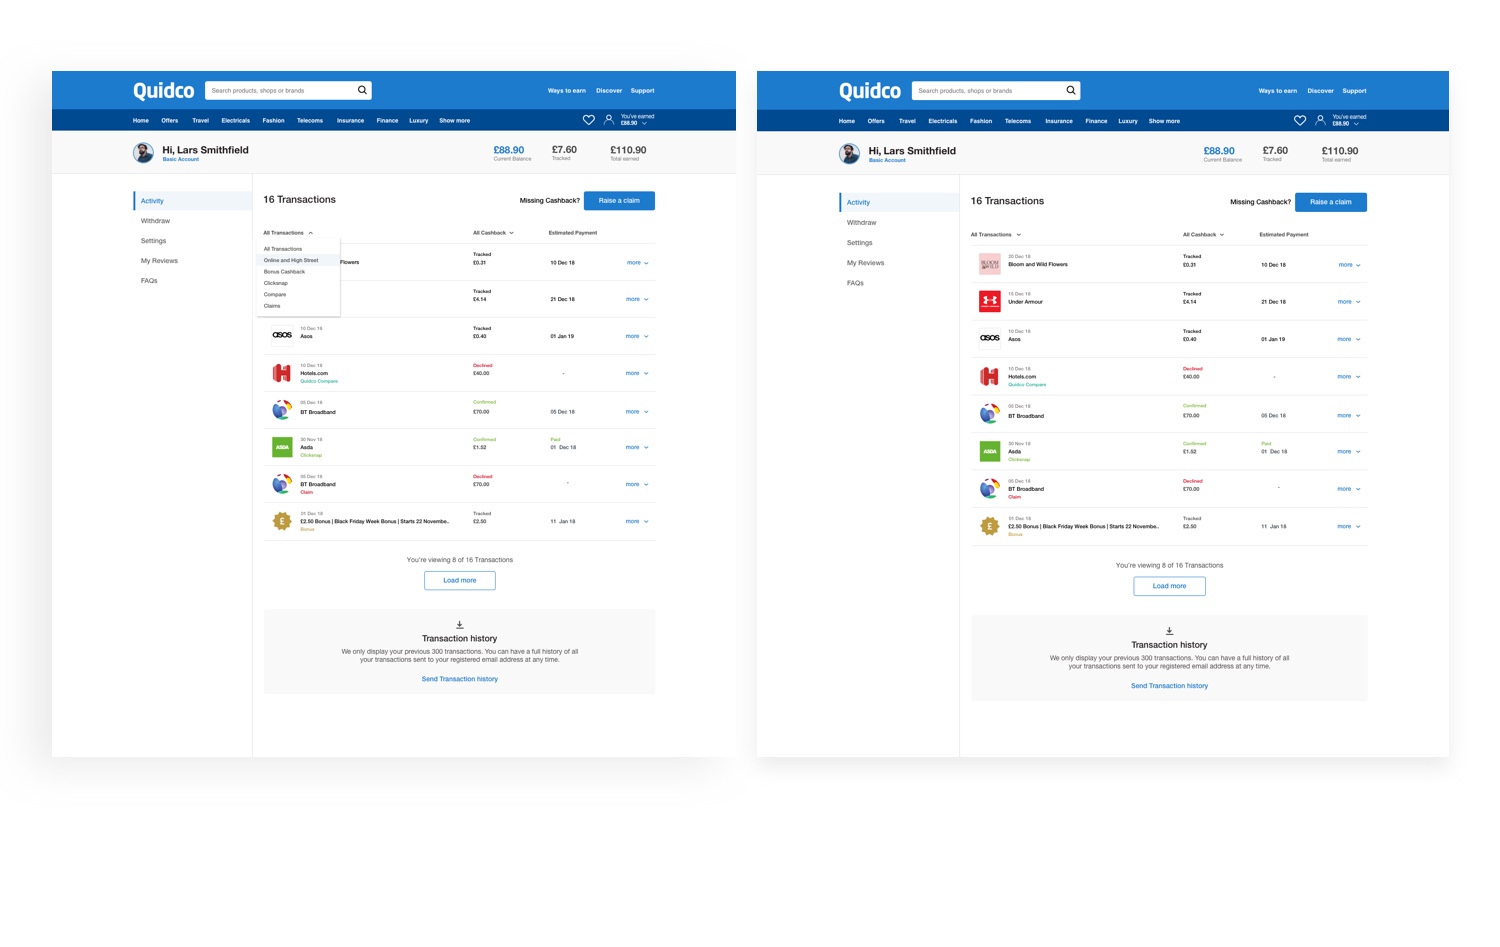 Quidco
Search products, shops or brands
Ways to earn Discover Support
Home Offers Travel Electricals Fashion Telecoms Insurance Finance Luxury Show more
You've earned
£88.90
Hi, Lars Smithfield
Basic Account
£88.90 £7.60 £110.90
Current Balance Tracked Total earned
Activity
Withdraw
Settings
My Reviews
FAQs
16 Transactions
Missing Cashback? Raise a claim
All Transactions All Cashback Estimated Payment
All Transactions
Online and High Street
Bonus Cashback
Clicksnap
Compare
Claims
Flowers
Tracked
£0.31 10 Dec 18 more
Tracked
£4.14 21 Dec 18 more
asos
10 Dec 18 Tracked
Asos £0.40 01 Jan 19 more
10 Dec 18 Declined
Hotels.com £40.00 - more
Quidco Compare
05 Dec 18 Confirmed
BT Broadband £70.00 05 Dec 18 more
ASDA
30 Nov 18 Confirmed Paid
Asda £1.52 01 Dec 18 more
Clicksnap
05 Dec 18 Declined
BT Broadband £70.00 - more
Claim
£
01 Dec 18 Tracked
£2.50 Bonus | Black Friday Week Bonus | Starts 22 Novembe.. £2.50 11 Jan 18 more
Bonus
You're viewing 8 of 16 Transactions
Load more
Transaction history
We only display your previous 300 transactions. You can have a full history of all
your transactions sent to your registered email address at any time.
Send Transaction history
Quidco
Search products, shops or brands
Ways to earn Discover Support
Home Offers Travel Electricals Fashion Telecoms Insurance Finance Luxury Show more
You've earned
£88.90
Hi, Lars Smithfield
Basic Account
£88.90 £7.60 £110.90
Current Balance Tracked Total earned
Activity
Withdraw
Settings
My Reviews
FAQs
16 Transactions
Missing Cashback? Raise a claim
All Transactions All Cashback Estimated Payment
BLOOM
&WILD
20 Dec 18 Tracked
Bloom and Wild Flowers £0.31 10 Dec 18 more
10 Dec 18 Tracked
Under Armour £4.14 21 Dec 18 more
asos
10 Dec 18 Tracked
Asos £0.40 01 Jan 19 more
10 Dec 18 Declined
Hotels.com £40.00 - more
Quidco Compare
05 Dec 18 Confirmed
BT Broadband £70.00 05 Dec 18 more
ASDA
30 Nov 18 Confirmed Paid
Asda £1.52 01 Dec 18 more
Clicksnap
05 Dec 18 Declined
BT Broadband £70.00 - more
Claim
£
01 Dec 18 Tracked
£2.50 Bonus | Black Friday Week Bonus | Starts 22 Novembe.. £2.50 11 Jan 18 more
Bonus
You're viewing 8 of 16 Transactions
Load more
Transaction history
We only display your previous 300 transactions. You can have a full history of all
your transactions sent to your registered email address at any time.
Send Transaction history